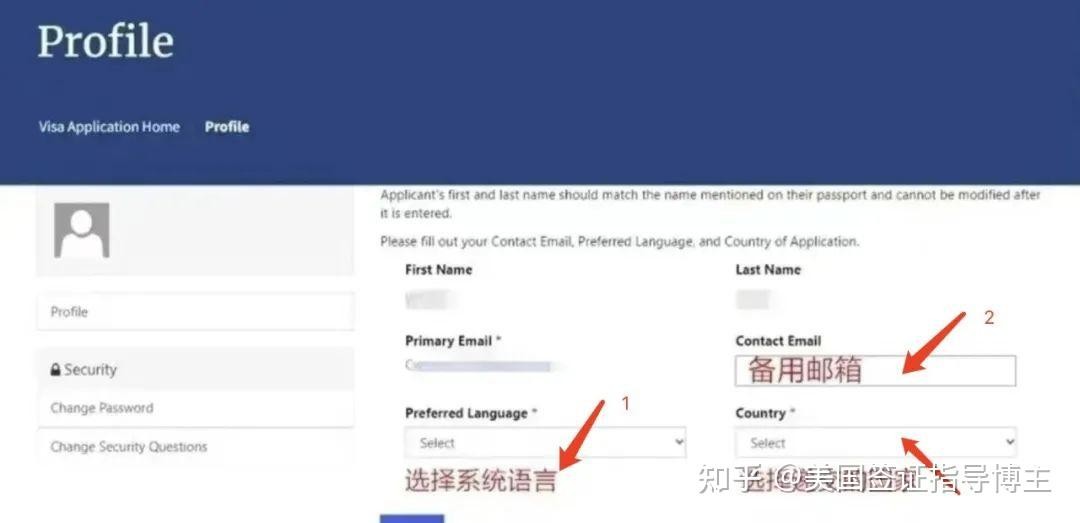 Profile
Visa Application Home Profile
Applicant's first and last name should match the name mentioned on their passport and cannot be modified after
it is entered.
Please fill out your Contact Email, Preferred Language, and Country of Application.
First Name Last Name
Profile
2
Primary Email * Contact Email
备用邮箱
Security
1
Preferred Language * Country *
Change Password
Select Select
Change Security Questions
选择系统语言
知乎 @美国签证指导博主